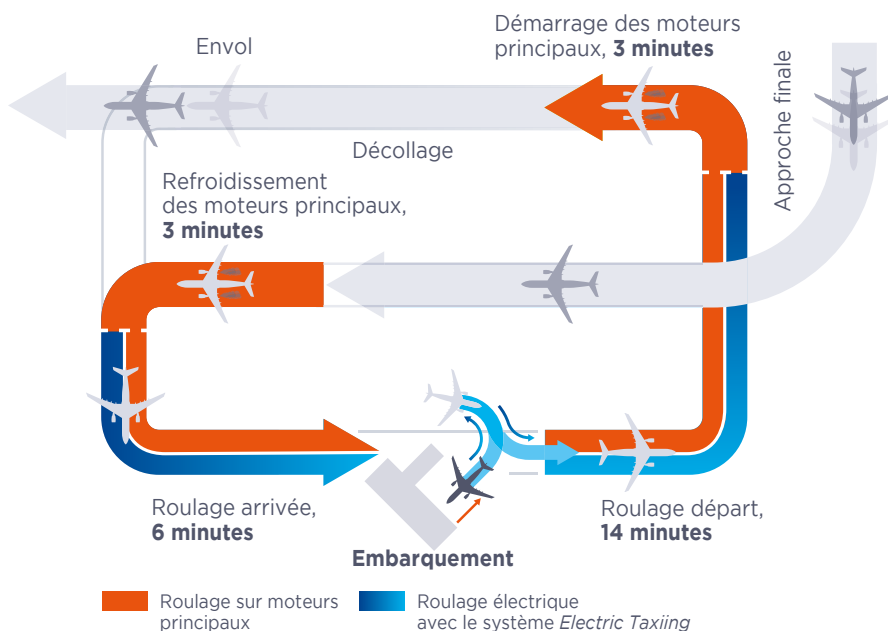 Envol
Démarrage des moteurs
principaux, 3 minutes
Approche finale
Décollage
Refroidissement
des moteurs principaux,
3 minutes
Roulage arrivée,
6 minutes
Roulage départ,
14 minutes
Embarquement
Roulage sur moteurs
principaux
Roulage électrique
avec le système Electric Taxiing